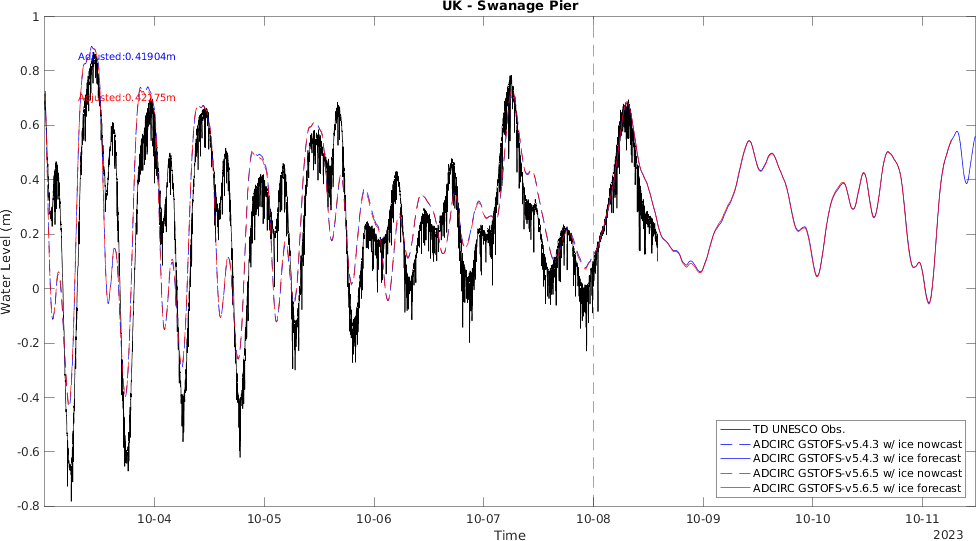 UK - Swanage Pier
Water Level (m)
1
0.8
0.6
0.4
0.2
0
-0.2
-0.4
-0.6
-0.8
Adjusted:0.41904m
Adjusted:0.42175m
TD UNESCO Obs.
ADCIRC GSTOFS-v5.4.3 w/ ice nowcast
ADCIRC GSTOFS-v5.4.3 w/ ice forecast
ADCIRC GSTOFS-v5.6.5 w/ ice nowcast
ADCIRC GSTOFS-v5.6.5 w/ ice forecast
10-04 10-05 10-06 10-07 10-08 10-09 10-10 10-11
Time
2023